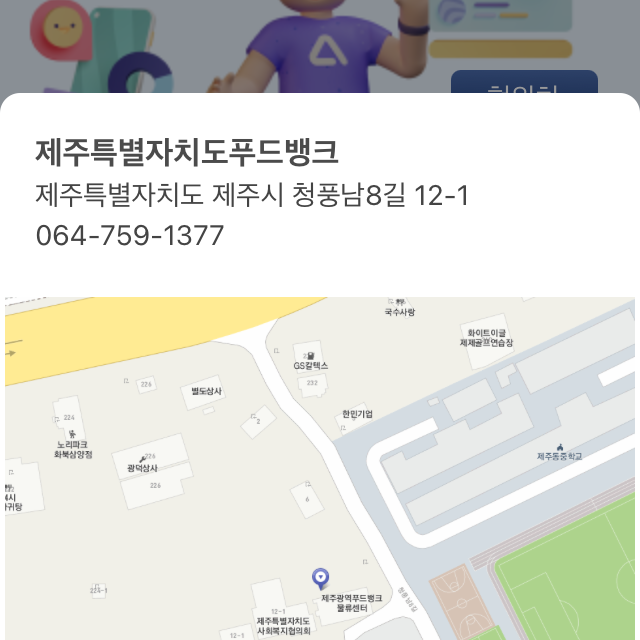 제주특별자치도푸드뱅크
제주특별자치도 제주시 청풍남8길 12-1
064-759-1377
국수사랑
화이트이글
제제골프연습장
GS칼텍스
232
226
별도상사
2
한민기업
224
노리파크
화북상양점
226
광덕상사
226
제주동중학교
6
224-1
제주광역푸드뱅크
물류센터
12-1
제주특별자치도
사회복지협의회
12-1